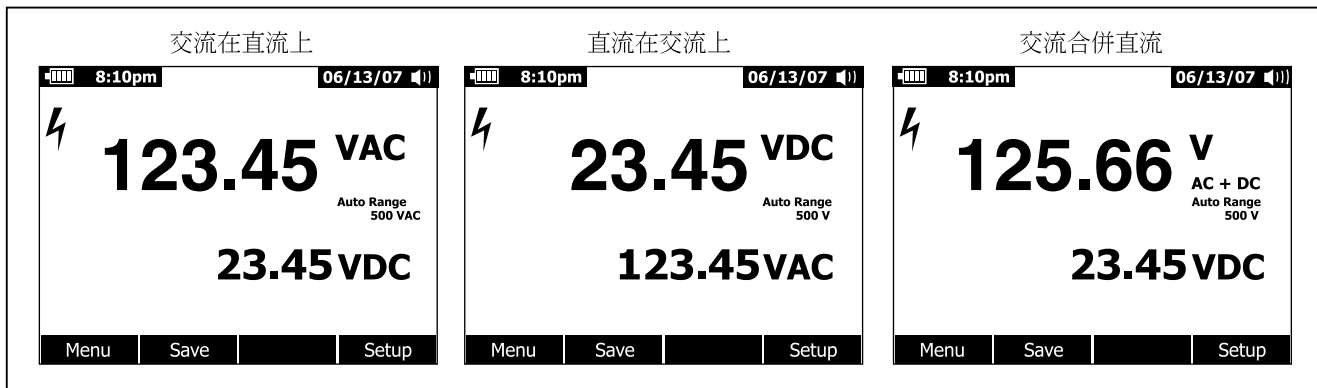 交流在直流上
8:10pm 06/13/07
123.45 VAC
Auto Range
500 VAC
23.45 VDC
Menu Save Setup
直流在交流上
8:10pm 06/13/07
23.45 VDC
Auto Range
500 V
123.45 VAC
Menu Save Setup
交流合併直流
8:10pm 06/13/07
125.66 V
AC + DC
Auto Range
500 V
23.45 VDC
Menu Save Setup